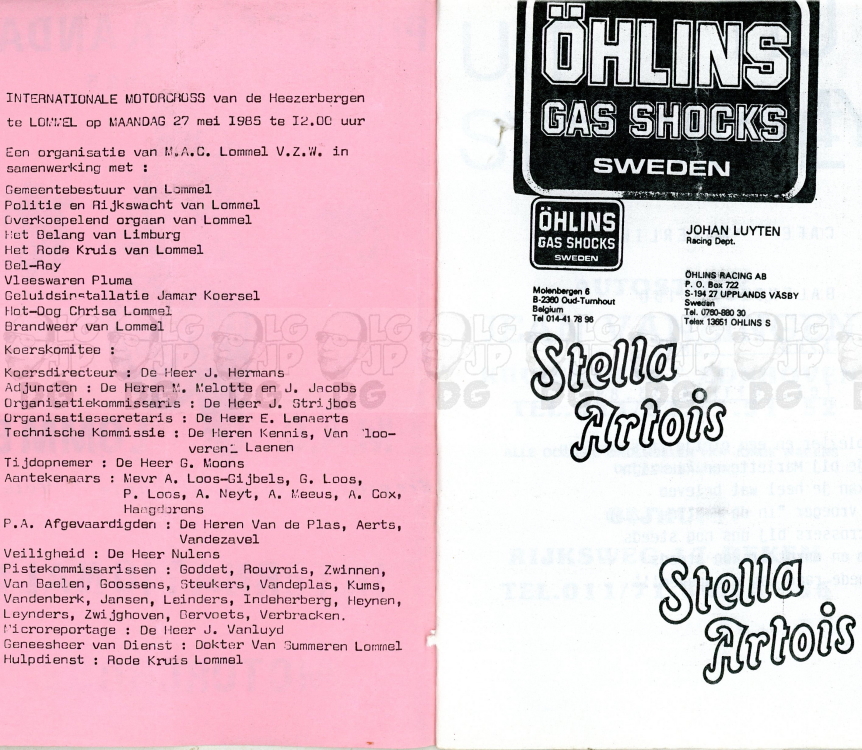 INTERNATIONALE MOTORCROSS van de Heezerbergen
te LOMMEL op MAANDAG 27 mei 1985 te I2.00 uur
Een organisatie van M.A.C. Lommel V.Z.W. in
samenwerking met :
Gemeentebestuur van Lommel
Politie en Rijkswacht van Lommel
Overkoepelend orgaan van Lommel
Het Belang van Limburg
Het Rode Kruis van Lommel
Bel-Ray
Vleeswaren Pluma
Geluidsinstallatie Jamar Koersel
Hot-Dog Chrisa Lommel
Brandweer van Lommel
Koerskomitee :
Koersdirecteur : De Heer J. Hermans
Adjuncten : De Heren M. Melotte en J. Jacobs
Organisatiekommissaris : De Heer J. Strijbos
Organisatiesecretaris : De Heer E. Lenaerts
Technische Kommissie : De Heren Kennis, Van
Laenen
Tijdopnemer : De Heer G. Moons
Aantekenaars : Mevr A. Loos-Gijbels, G. Loos,
P. Loos, A. Neyt, A. Meeus, A. Cox,
Haagdorens
P.A. Afgevaardigden : De Heren Van de Plas, Aerts,
Vandezavel
Veiligheid : De Heer Nulens
Pistekommissarissen : Goddet, Rouvrois, Zwinnen,
Van Baelen, Goossens, Steukers, Vandeplas, Kums,
Vandenberk, Jansen, Leinders, Indeherberg, Heynen,
Leynders, Zwijghoven, Gervoets, Verbracken.
Microreportage : De Heer J. Vanluyd
Geneesheer van Dienst : Dokter Van Summeren Lommel
Hulpdienst : Rode Kruis Lommel
ÖHLINS
GAS SHOCKS
SWEDEN
ÖHLINS
GAS SHOCKS
SWEDEN
JOHAN LUYTEN
Racing Dept.
Molenbergen 6
B-2360 Oud-Turnhout
Belgium
Tel 014-41 78 96
ÖHLINS RACING AB
P. O. Box 722
S-194 27 UPPLANDS VÄSBY
Sweden
Tel. 0760-880 30
Telex 13651 OHLINS S
Stella
Artois
Stella
Artois
LG JP DG